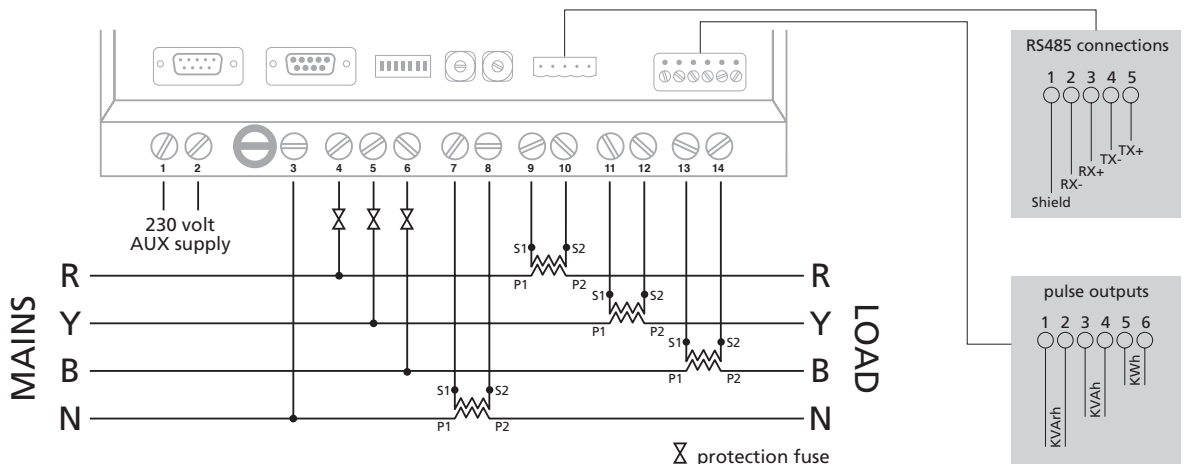 RS485 connections
1 2 3 4 5
Shield
RX-
RX+
TX-
TX+
1 2 3 4 5 6 7 8 9 10 11 12 13 14
230 volt
AUX supply
MAINS
LOAD
S1 S2
R P1 P2 R
S1 S2
Y P1 P2 Y
S1 S2
B P1 P2 B
S1 S2
N P1 P2 N
protection fuse
pulse outputs
1 2 3 4 5 6
KVArh
KVAh
KWh